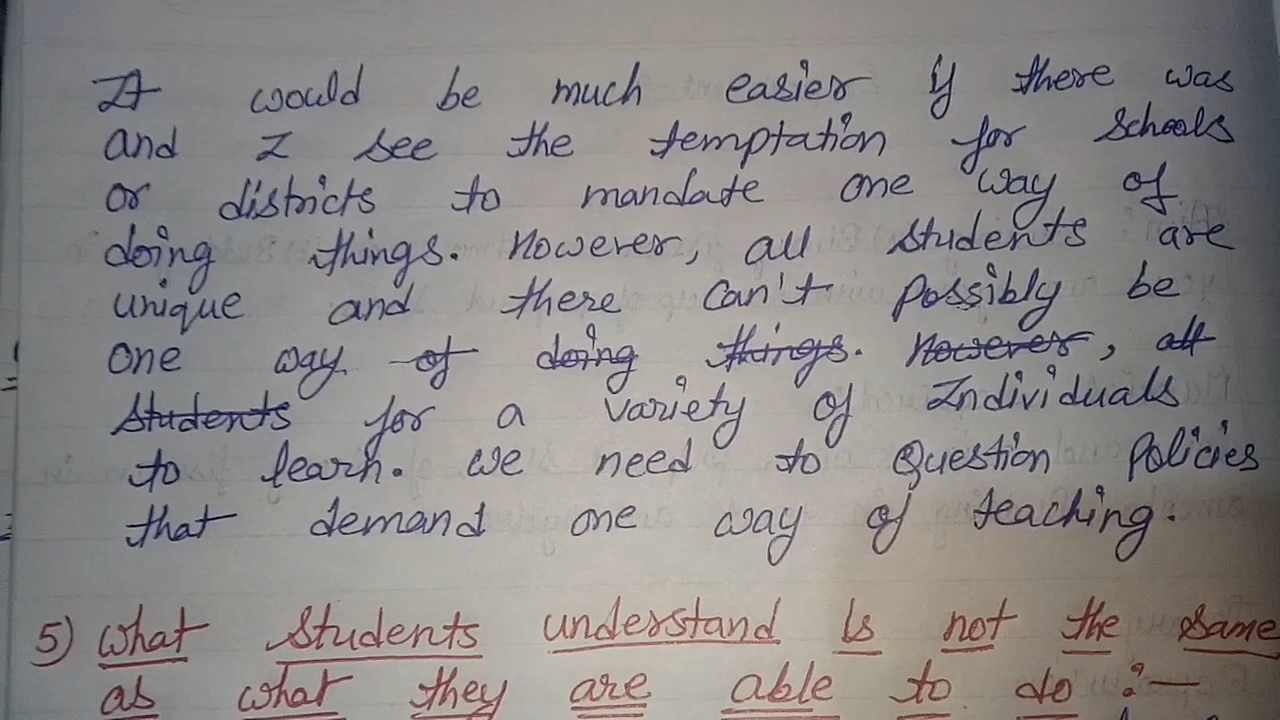 It would be much easier if there was
and I see the temptation for schools
or districts to mandate one way of
doing things. However, all students are
unique and there can't possibly be
one way of doing things. However, all
students for a variety of Individuals
to learn. We need to Question Policies
that demand one way of teaching.
5) What students understand is not the same
as what they are able to do :—